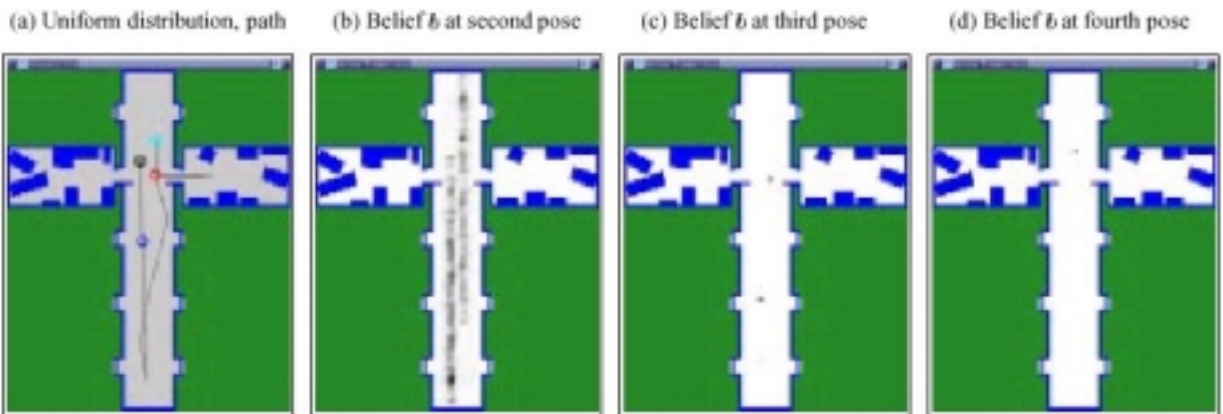 (a) Uniform distribution, path
(b) Belief b at second pose
(c) Belief b at third pose
(d) Belief b at fourth pose